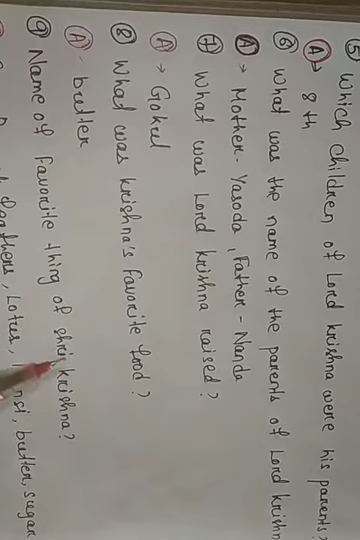 ⑤ Which children of Lord krishna were his parents?
Ⓐ→ 8th
⑥ What was the name of the parents of Lord krishn
Ⓐ→ Mother- Yasoda, Father - Nanda
⑦ What was Lord krishna raised?
Ⓐ→ Gokul
⑧ What was krishna's favorite food?
Ⓐ- butter
⑨ Name of favorite thing of shri krishna?
feathers, Lotus, butter, sugar